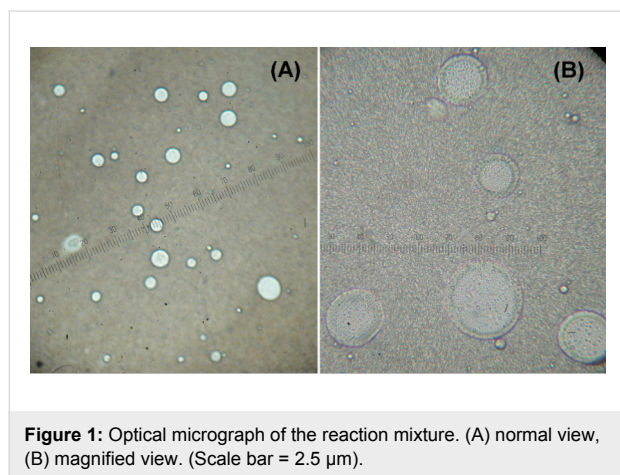 (A)
(B)
Figure 1: Optical micrograph of the reaction mixture. (A) normal view,
(B) magnified view. (Scale bar = 2.5 µm).